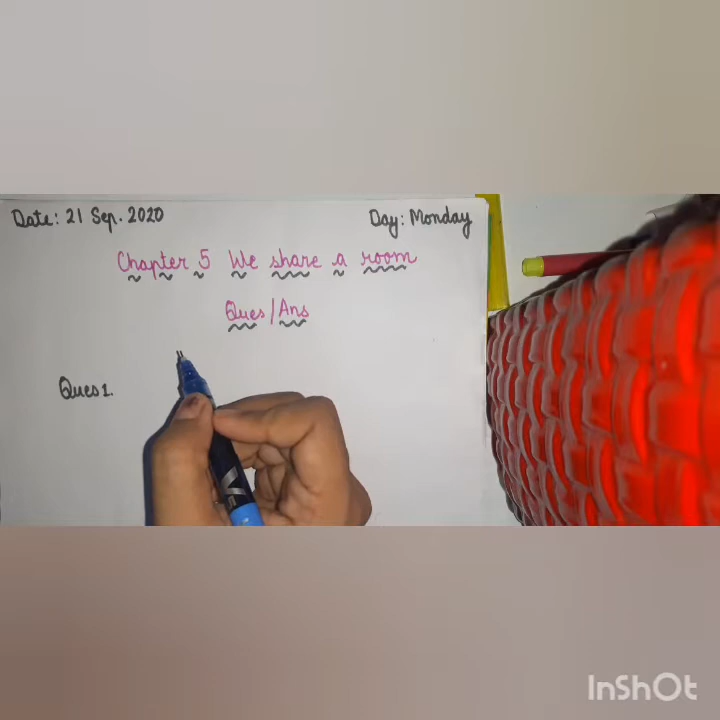 Date: 21 Sep. 2020 Day: Monday
Chapter 5 We share a room
Ques/Ans
Ques 1.
InShOt